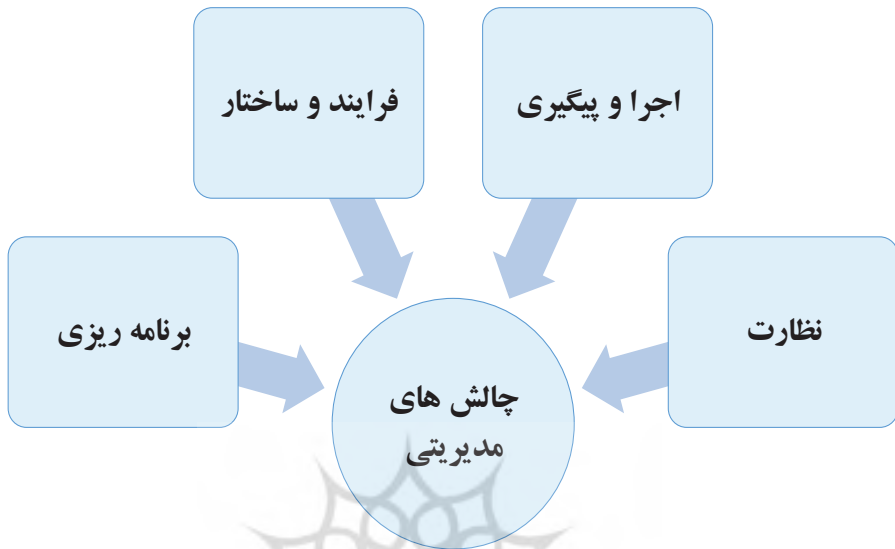 اجرا و پیگیری
فرایند و ساختار
نظارت
برنامه ریزی
چالش های
مدیریتی